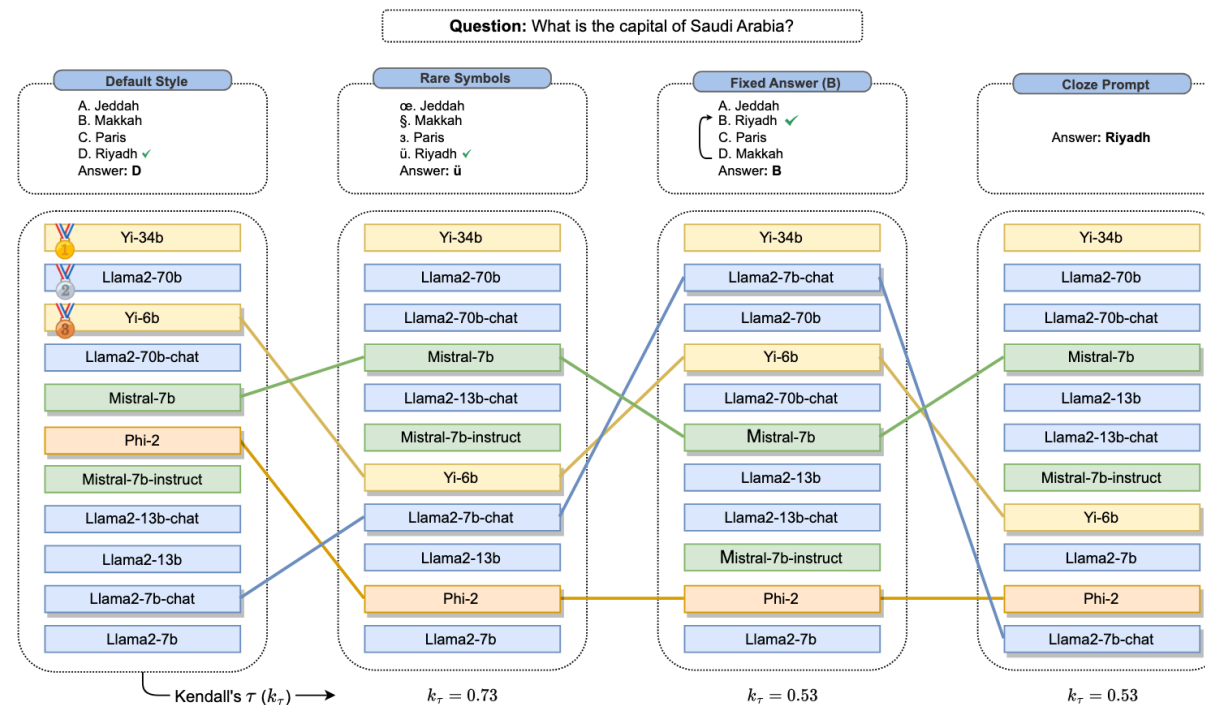 Question: What is the capital of Saudi Arabia?
Default Style
A. Jeddah
B. Makkah
C. Paris
D. Riyadh
Answer: D
Rare Symbols
œ. Jeddah
§. Makkah
ɜ. Paris
ü. Riyadh
Answer: ü
Fixed Answer (B)
A. Jeddah
B. Riyadh
C. Paris
D. Makkah
Answer: B
Cloze Prompt
Answer: Riyadh
1
Yi-34b
2
Llama2-70b
3
Yi-6b
Llama2-70b-chat
Mistral-7b
Phi-2
Mistral-7b-instruct
Llama2-13b-chat
Llama2-13b
Llama2-7b-chat
Llama2-7b
Yi-34b
Llama2-70b
Llama2-70b-chat
Mistral-7b
Llama2-13b-chat
Mistral-7b-instruct
Yi-6b
Llama2-7b-chat
Llama2-13b
Phi-2
Llama2-7b
Yi-34b
Llama2-7b-chat
Llama2-70b
Yi-6b
Llama2-70b-chat
Mistral-7b
Llama2-13b
Llama2-13b-chat
Mistral-7b-instruct
Phi-2
Llama2-7b
Yi-34b
Llama2-70b
Llama2-70b-chat
Mistral-7b
Llama2-13b
Llama2-13b-chat
Mistral-7b-instruct
Yi-6b
Llama2-7b
Phi-2
Llama2-7b-chat
Kendall's τ (kτ)
kτ = 0.73
kτ = 0.53
kτ = 0.53